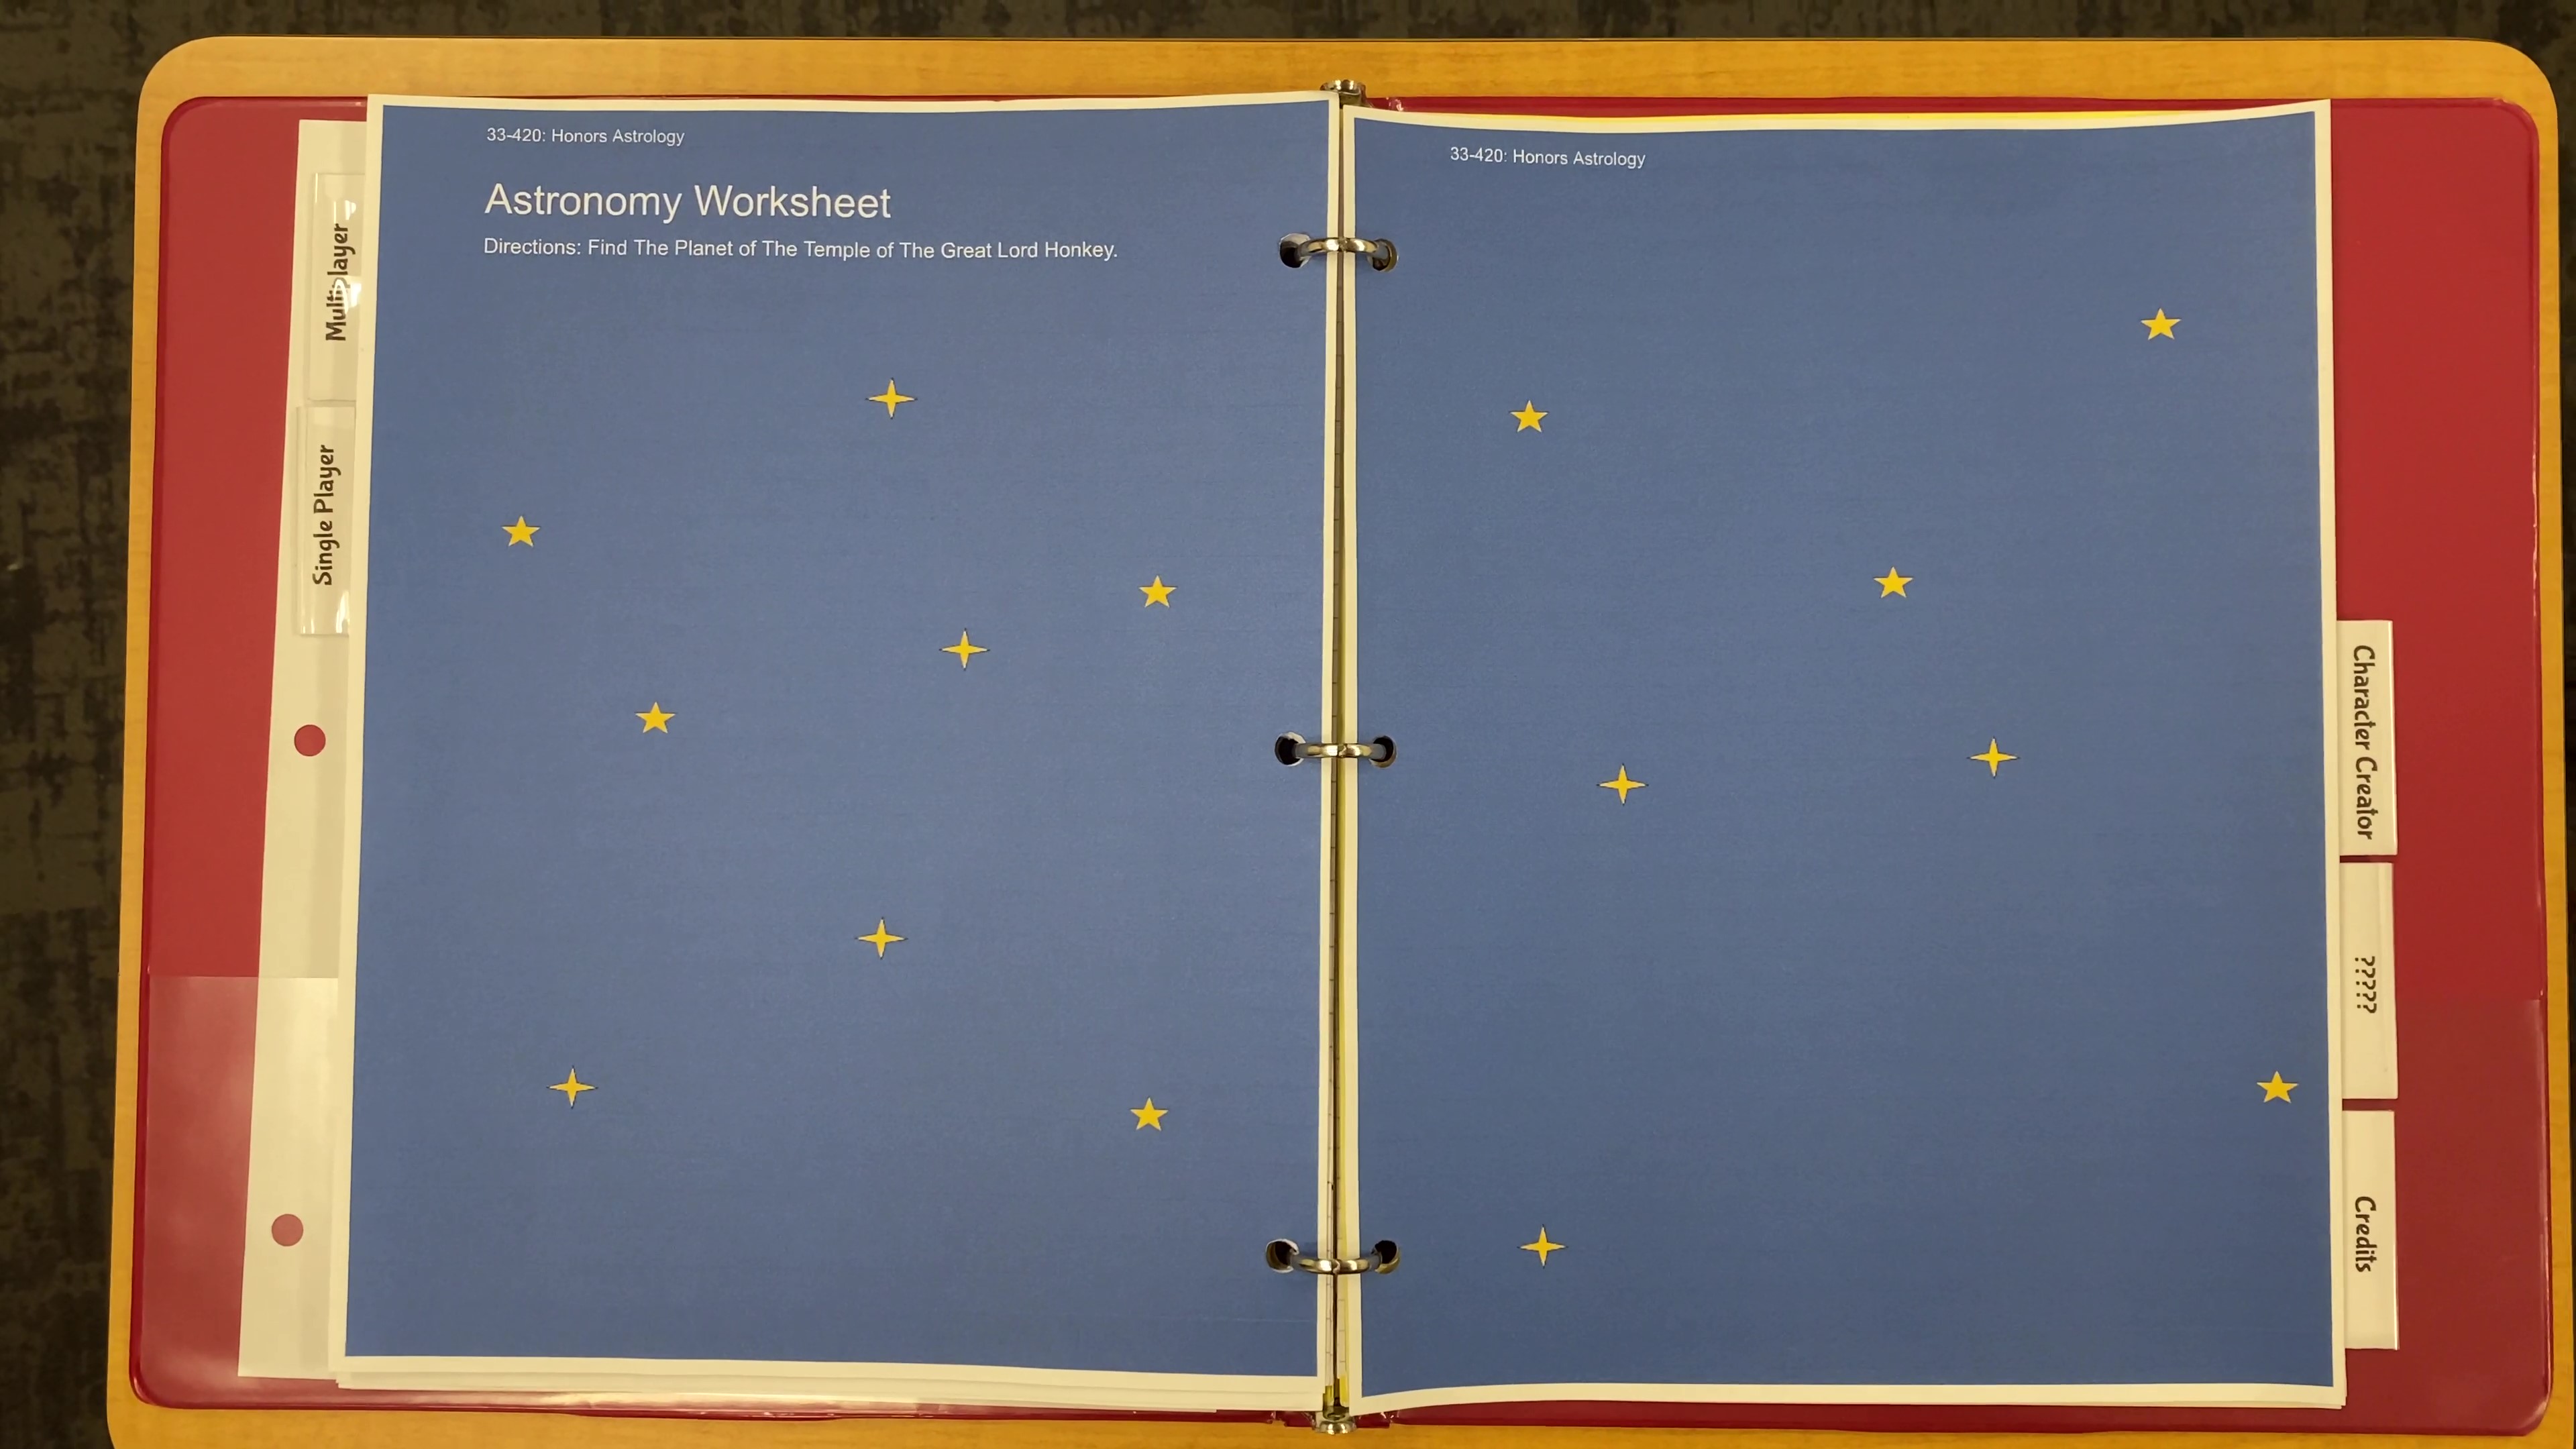 Multiplayer
Single Player
33-420: Honors Astrology
Astronomy Worksheet
Directions: Find The Planet of The Temple of The Great Lord Honkey.
33-420: Honors Astrology
Character Creator
?????
Credits